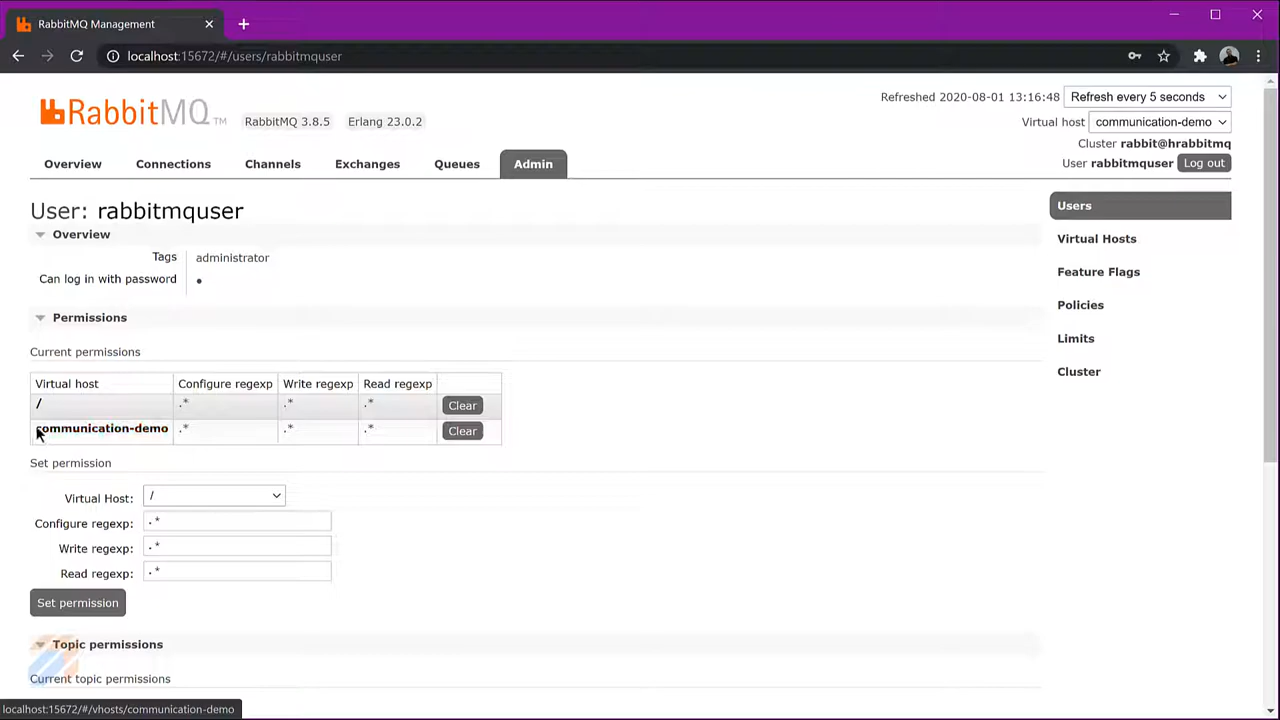 RabbitMQ Management
localhost:15672/#/users/rabbitmquser
Refreshed 2020-08-01 13:16:48 Refresh every 5 seconds
RabbitMQ TM RabbitMQ 3.8.5 Erlang 23.0.2
Virtual host communication-demo
Cluster rabbit@hrabbitmq
User rabbitmquser Log out
Overview Connections Channels Exchanges Queues Admin
User: rabbitmquser
Overview
Tags administrator
Can log in with password •
Permissions
Current permissions
Virtual host Configure regexp Write regexp Read regexp
/ .* .* .* Clear
communication-demo .* .* .* Clear
Set permission
Virtual Host: /
Configure regexp: .*
Write regexp: .*
Read regexp: .*
Set permission
Topic permissions
Current topic permissions
Users
Virtual Hosts
Feature Flags
Policies
Limits
Cluster
localhost:15672/#/vhosts/communication-demo